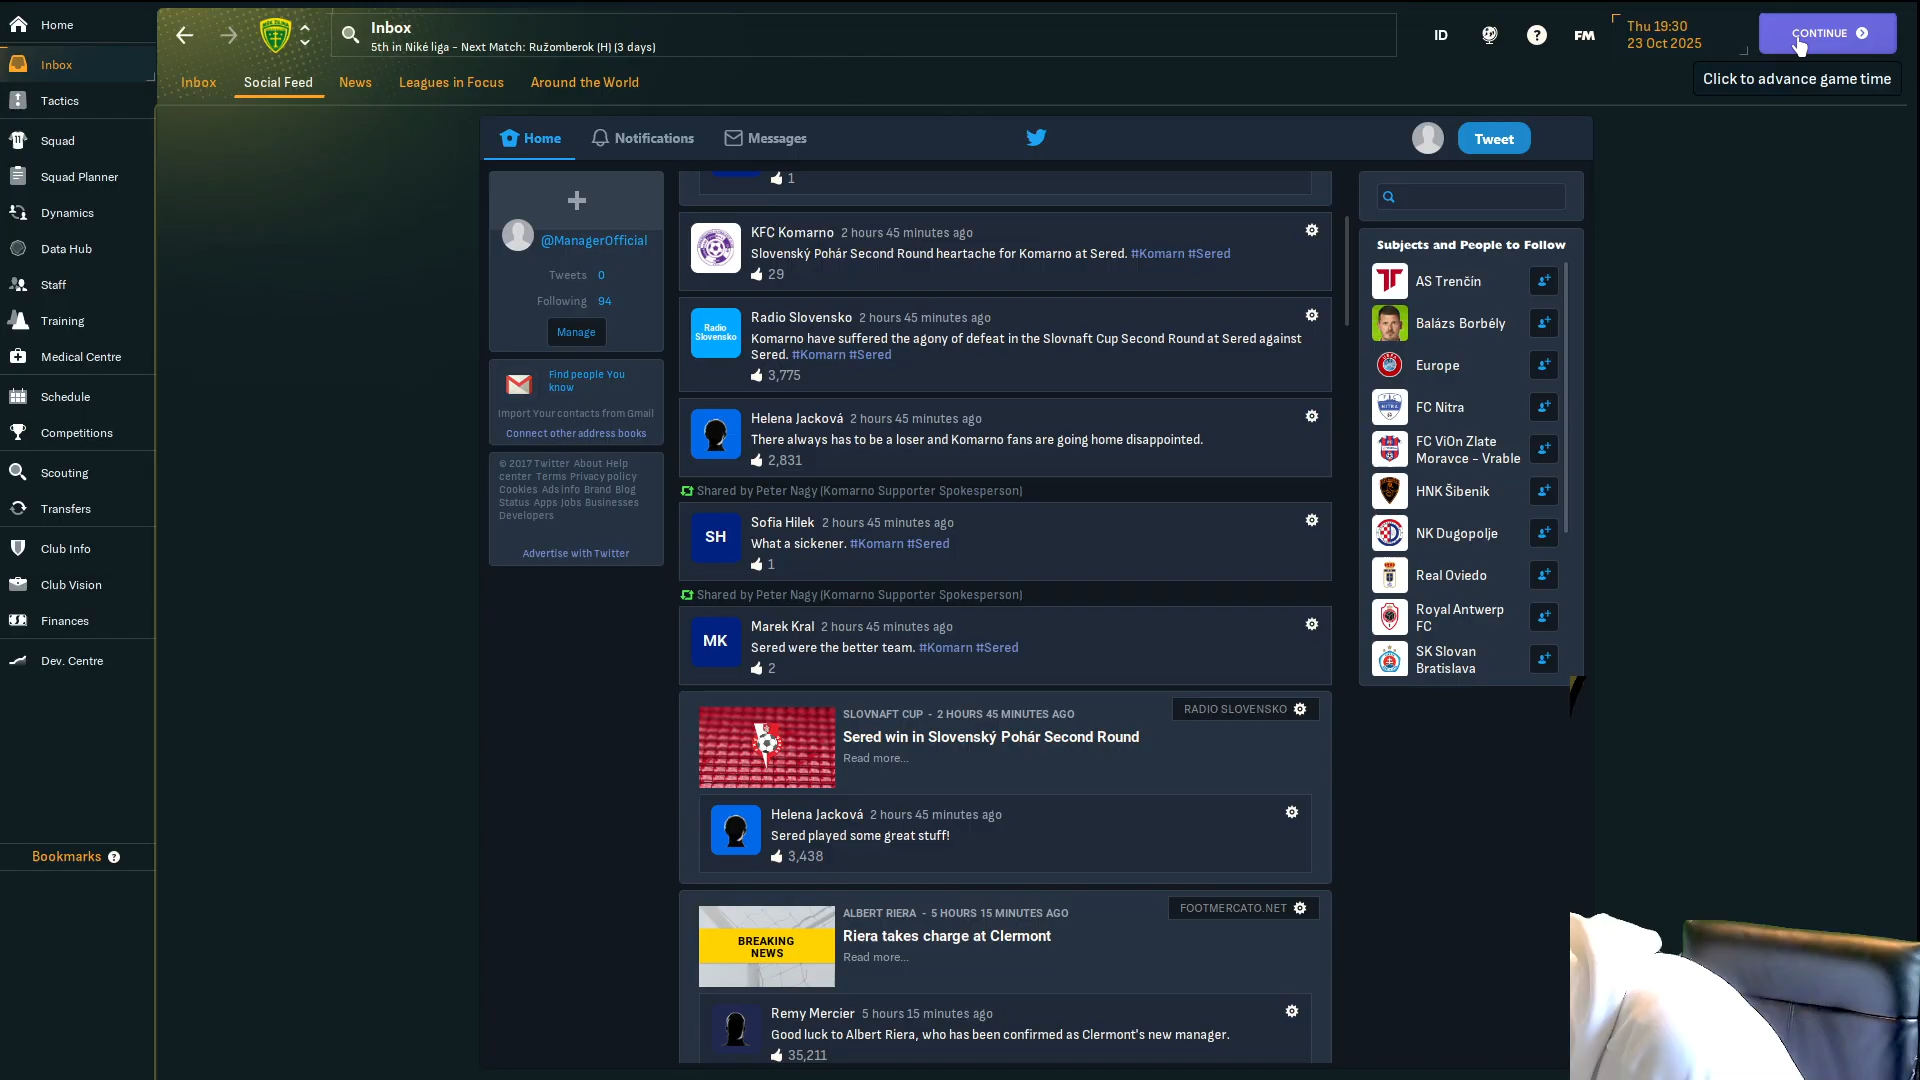 Home
Inbox
Tactics
Squad
Squad Planner
Dynamics
Data Hub
Staff
Training
Medical Centre
Schedule
Competitions
Scouting
Transfers
Club Info
Club Vision
Finances
Dev. Centre
Bookmarks ?
Inbox
5th in Niké liga - Next Match: Ružomberok (H) (3 days)
ID
?
FM
Thu 19:30
23 Oct 2025
CONTINUE
Click to advance game time
Inbox
Social Feed
News
Leagues in Focus
Around the World
Home
Notifications
Messages
Tweet
@ManagerOfficial
Tweets 0
Following 94
Manage
Find people You
know
Import Your contacts from Gmail
Connect other address books
© 2017 Twitter About Help
center Terms Privacy policy
Cookies Ads info Brand Blog
Status Apps Jobs Businesses
Developers
Advertise with Twitter
1
KFC Komarno 2 hours 45 minutes ago
Slovenský Pohár Second Round heartache for Komarno at Sered. #Komarn #Sered
29
Radio
Slovensko
Radio Slovensko 2 hours 45 minutes ago
Komarno have suffered the agony of defeat in the Slovnaft Cup Second Round at Sered against
Sered. #Komarn #Sered
3,775
Helena Jacková 2 hours 45 minutes ago
There always has to be a loser and Komarno fans are going home disappointed.
2,831
Shared by Peter Nagy (Komarno Supporter Spokesperson)
SH
Sofia Hilek 2 hours 45 minutes ago
What a sickener. #Komarn #Sered
1
Shared by Peter Nagy (Komarno Supporter Spokesperson)
MK
Marek Kral 2 hours 45 minutes ago
Sered were the better team. #Komarn #Sered
2
SLOVNAFT CUP - 2 HOURS 45 MINUTES AGO
RADIO SLOVENSKO
Sered win in Slovenský Pohár Second Round
Read more...
Helena Jacková 2 hours 45 minutes ago
Sered played some great stuff!
3,438
ALBERT RIERA - 5 HOURS 15 MINUTES AGO
FOOTMERCATO.NET
BREAKING
NEWS
Riera takes charge at Clermont
Read more...
Remy Mercier 5 hours 15 minutes ago
Good luck to Albert Riera, who has been confirmed as Clermont's new manager.
35,211
Subjects and People to Follow
AS Trenčín
Balázs Borbély
Europe
FC Nitra
FC ViOn Zlate
Moravce - Vrable
HNK Šibenik
NK Dugopolje
Real Oviedo
Royal Antwerp
FC
SK Slovan
Bratislava